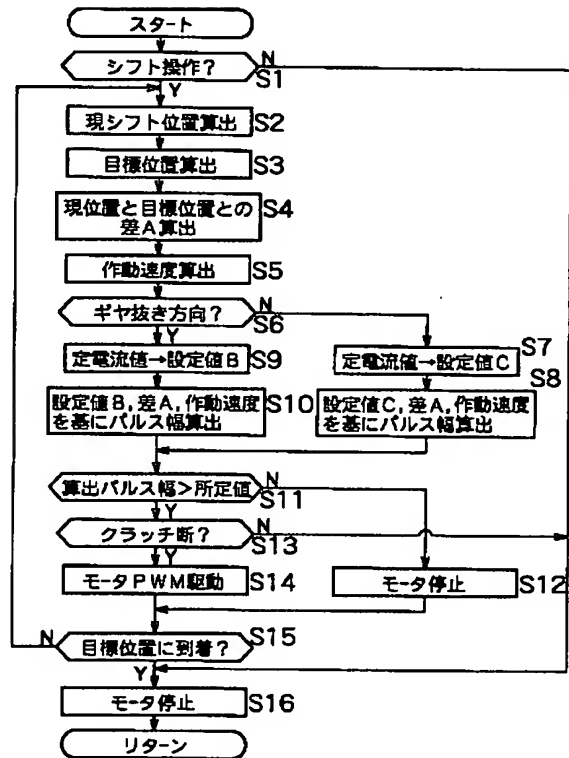 スタート
シフト操作?
N
S1
Y
現シフト位置算出
S2
目標位置算出
S3
現位置と目標位置との
差A算出
S4
作動速度算出
S5
ギヤ抜き方向?
N
S6
Y
定電流値→設定値B
S9
定電流値→設定値C
S7
設定値B,差A,作動速度
を基にパルス幅算出
S10
設定値C,差A,作動速度
を基にパルス幅算出
S8
算出パルス幅>所定値
N
S11
Y
クラッチ断?
N
S13
Y
モータPWM駆動
S14
モータ停止
S12
N
目標位置に到着?
S15
Y
モータ停止
S16
リターン